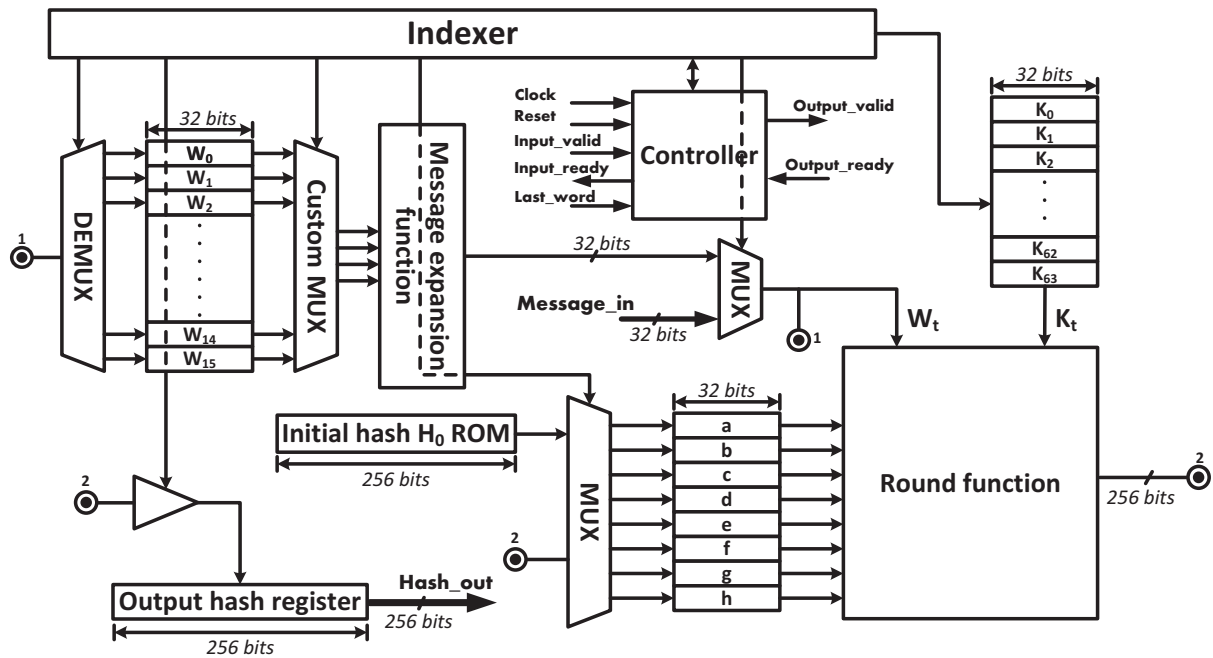 Indexer
32 bits
W0
W1
W2
W14
W15
DEMUX
1
Custom MUX
Message expansion
function
Clock
Reset
Input_valid
Input_ready
Last_word
Controller
Output_valid
Output_ready
32 bits
K0
K1
K2
K62
K63
32 bits
Message_in
32 bits
MUX
1
Wt
Kt
Initial hash H0 ROM
256 bits
MUX
2
32 bits
a
b
c
d
e
f
g
h
Round function
2
256 bits
2
Output hash register
256 bits
Hash_out
256 bits